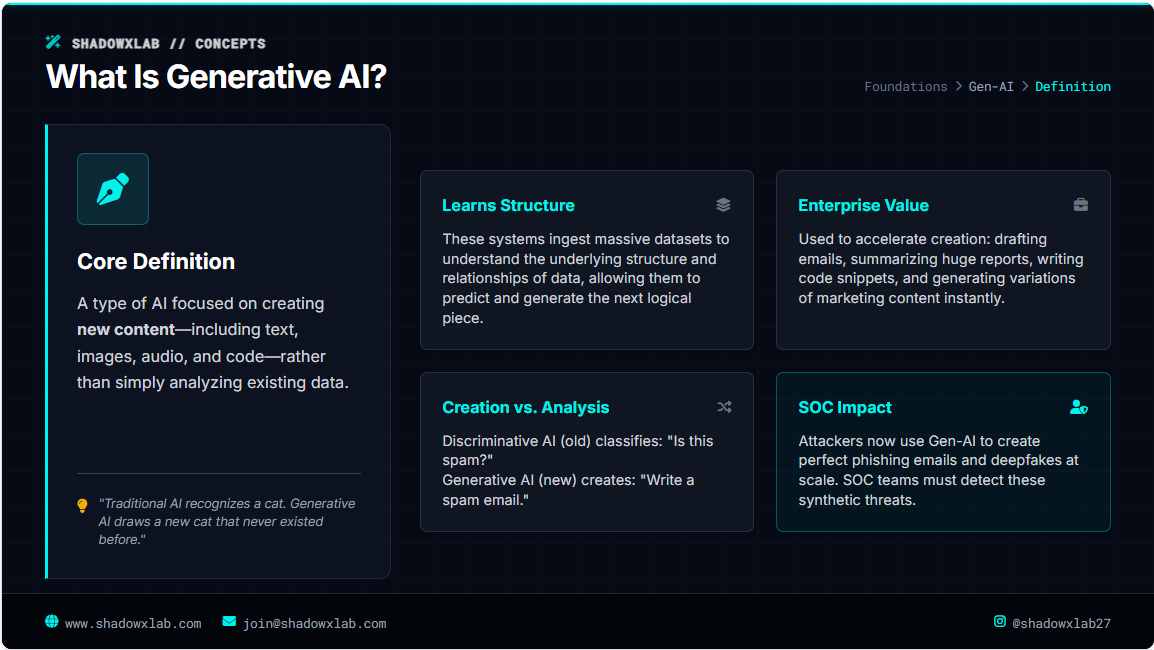 SHADOWXLAB // CONCEPTS
What Is Generative AI?
Foundations > Gen-AI > Definition
Core Definition
A type of AI focused on creating
new content—including text,
images, audio, and code—rather
than simply analyzing existing data.
"Traditional AI recognizes a cat. Generative
AI draws a new cat that never existed
before."
Learns Structure
These systems ingest massive datasets to
understand the underlying structure and
relationships of data, allowing them to
predict and generate the next logical
piece.
Enterprise Value
Used to accelerate creation: drafting
emails, summarizing huge reports, writing
code snippets, and generating variations
of marketing content instantly.
Creation vs. Analysis
Discriminative AI (old) classifies: "Is this
spam?"
Generative AI (new) creates: "Write a
spam email."
SOC Impact
Attackers now use Gen-AI to create
perfect phishing emails and deepfakes at
scale. SOC teams must detect these
synthetic threats.
www.shadowxlab.com
join@shadowxlab.com
@shadowxlab27